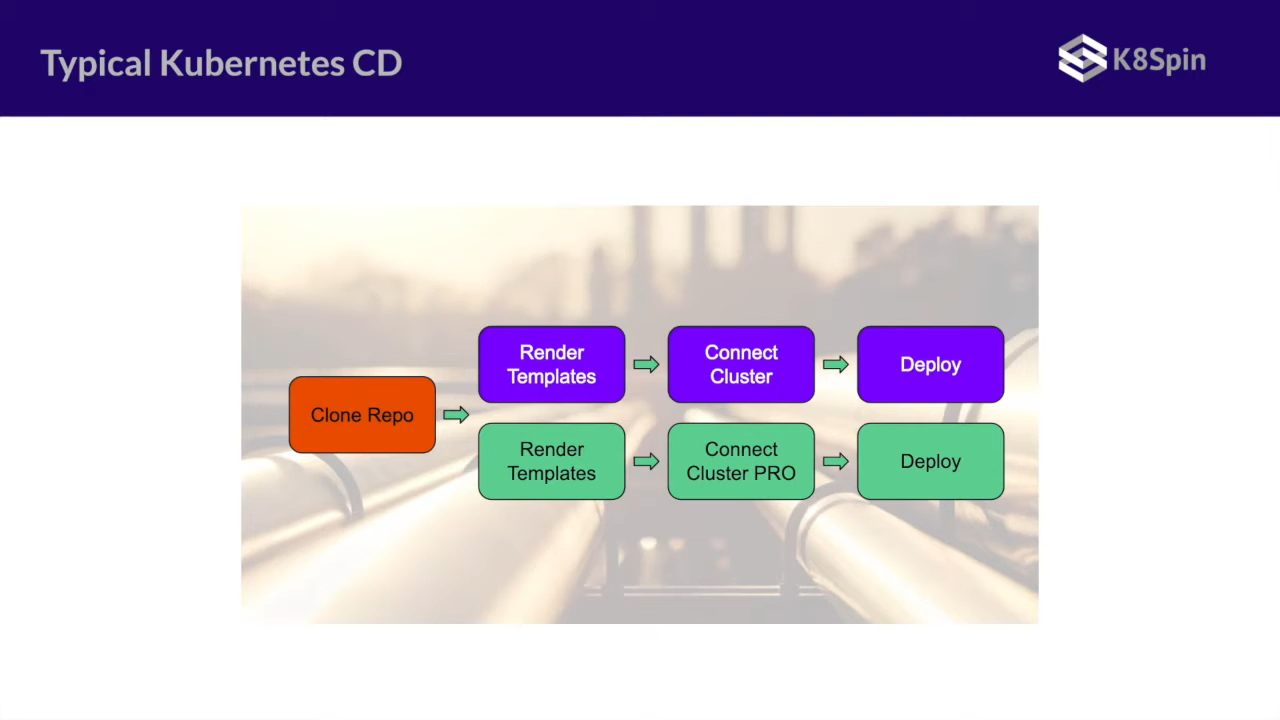 Typical Kubernetes CD
K8Spin
Clone Repo
Render
Templates
Connect
Cluster
Deploy
Render
Templates
Connect
Cluster PRO
Deploy